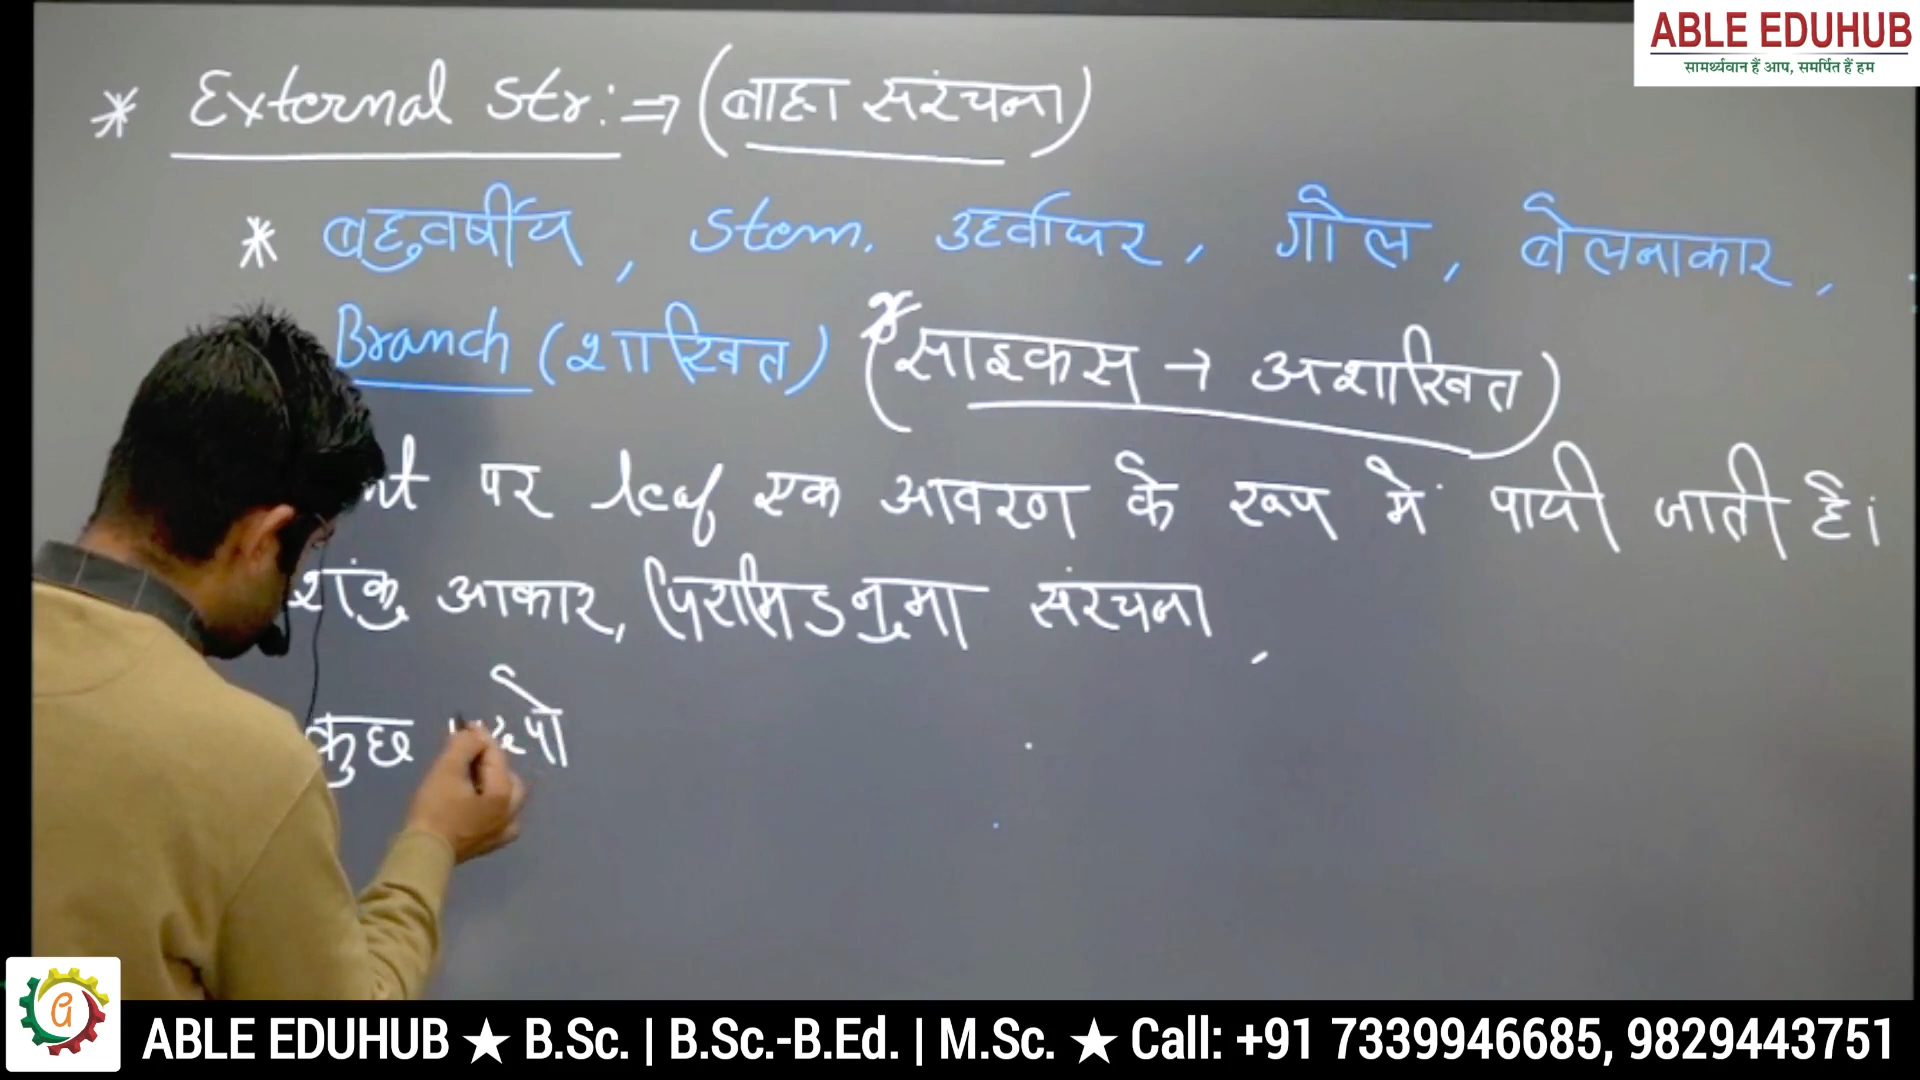 ABLE EDUHUB
सामर्थ्यवान हैं आप, समर्पित हैं हम
* External Str: ⇒ (बाह्य संरचना)
* बहुवर्षीय, Stem. उर्ध्वाधर, गोल, बेलनाकार,
Branch (शाखित) (साइकस → अशाखित)
पर leaf एक आवरण के रूप में पायी जाती है।
शंकु आकार, पिरामिडनुमा संरचना,
कुछ
ABLE EDUHUB ★ B.Sc. | B.Sc.-B.Ed. | M.Sc. ★ Call: +91 7339946685, 9829443751